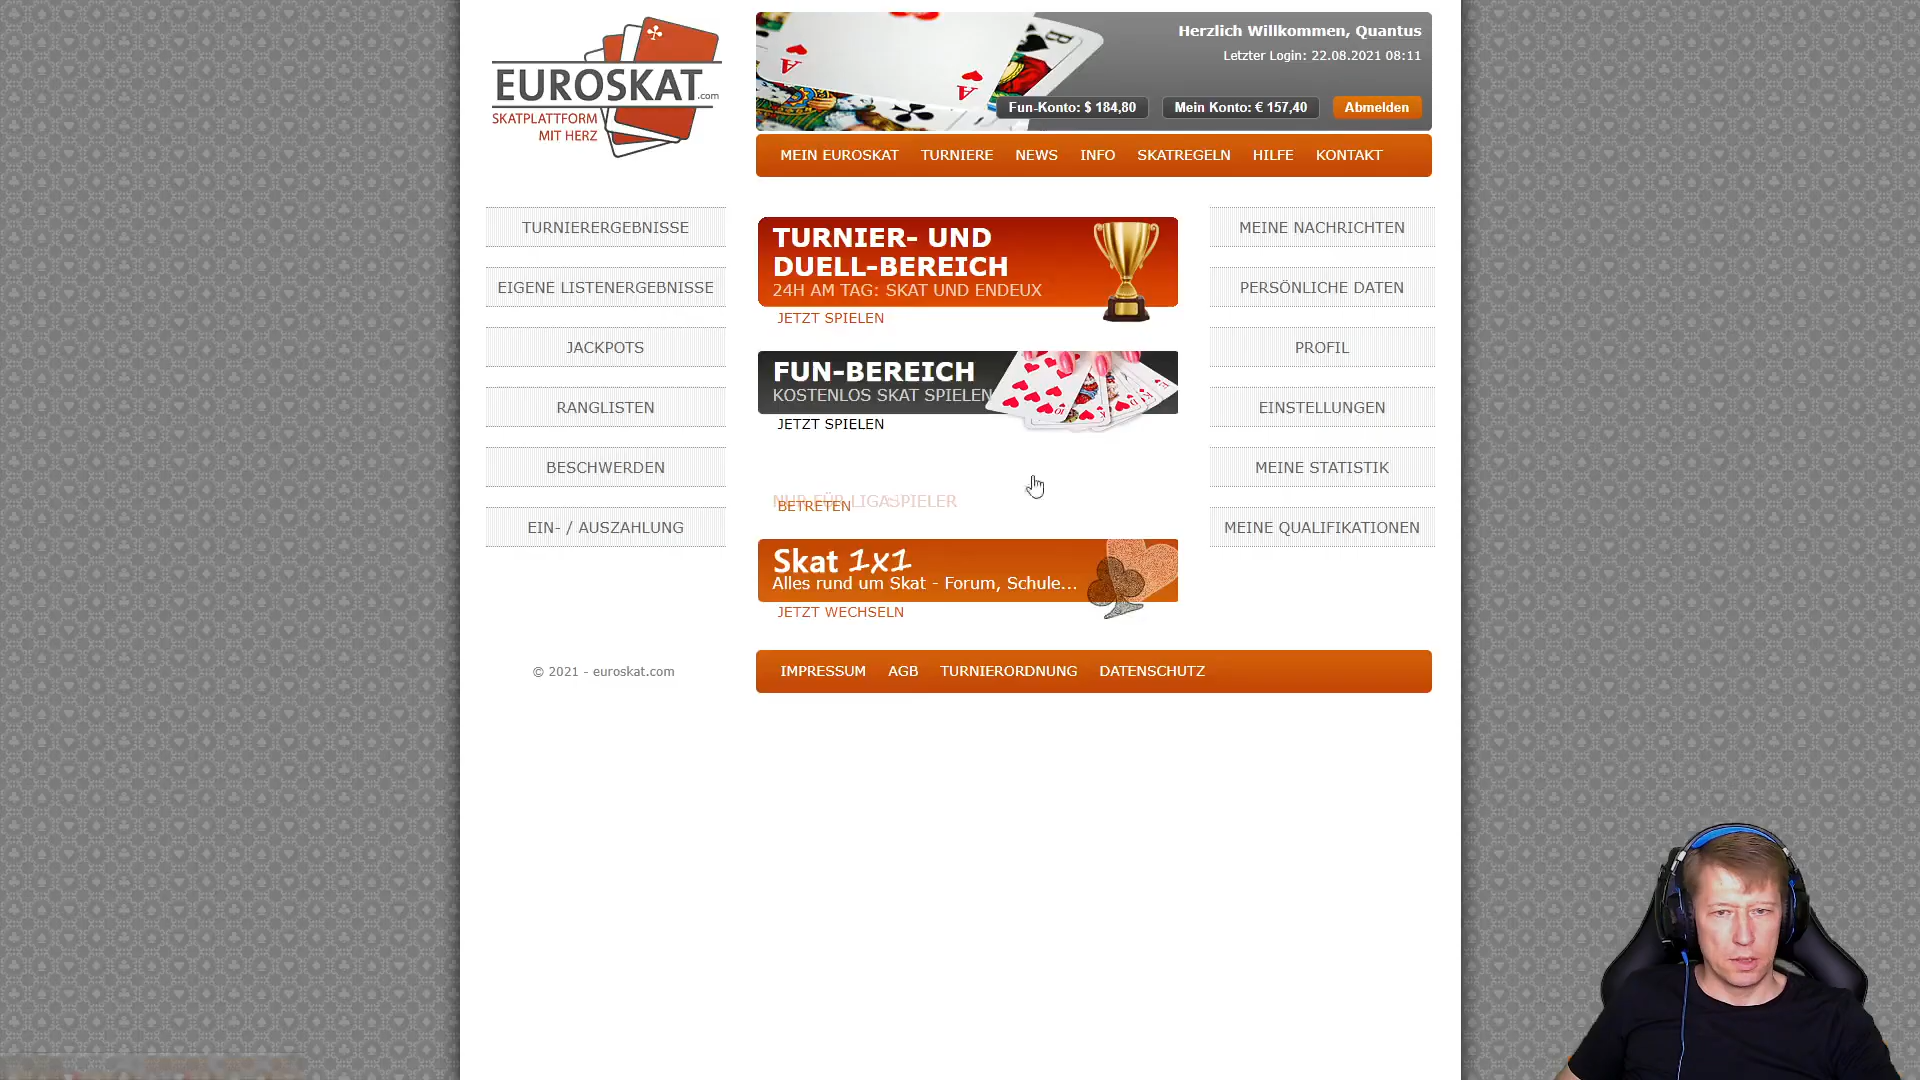 EUROSKAT.com
SKATPLATTFORM
MIT HERZ
Herzlich Willkommen, Quantus
Letzter Login: 22.08.2021 08:11
Fun-Konto: $ 184,80
Mein Konto: € 157,40
Abmelden
MEIN EUROSKAT TURNIERE NEWS INFO SKATREGELN HILFE KONTAKT
TURNIERERGEBNISSE
EIGENE LISTENERGEBNISSE
JACKPOTS
RANGLISTEN
BESCHWERDEN
EIN- / AUSZAHLUNG
TURNIER- UND
DUELL-BEREICH
24H AM TAG: SKAT UND ENDEUX
JETZT SPIELEN
FUN-BEREICH
KOSTENLOS SKAT SPIELEN
JETZT SPIELEN
NUR FÜR LIGASPIELER
BETRETEN
Skat 1x1
Alles rund um Skat - Forum, Schule...
JETZT WECHSELN
MEINE NACHRICHTEN
PERSÖNLICHE DATEN
PROFIL
EINSTELLUNGEN
MEINE STATISTIK
MEINE QUALIFIKATIONEN
© 2021 - euroskat.com
IMPRESSUM AGB TURNIERORDNUNG DATENSCHUTZ